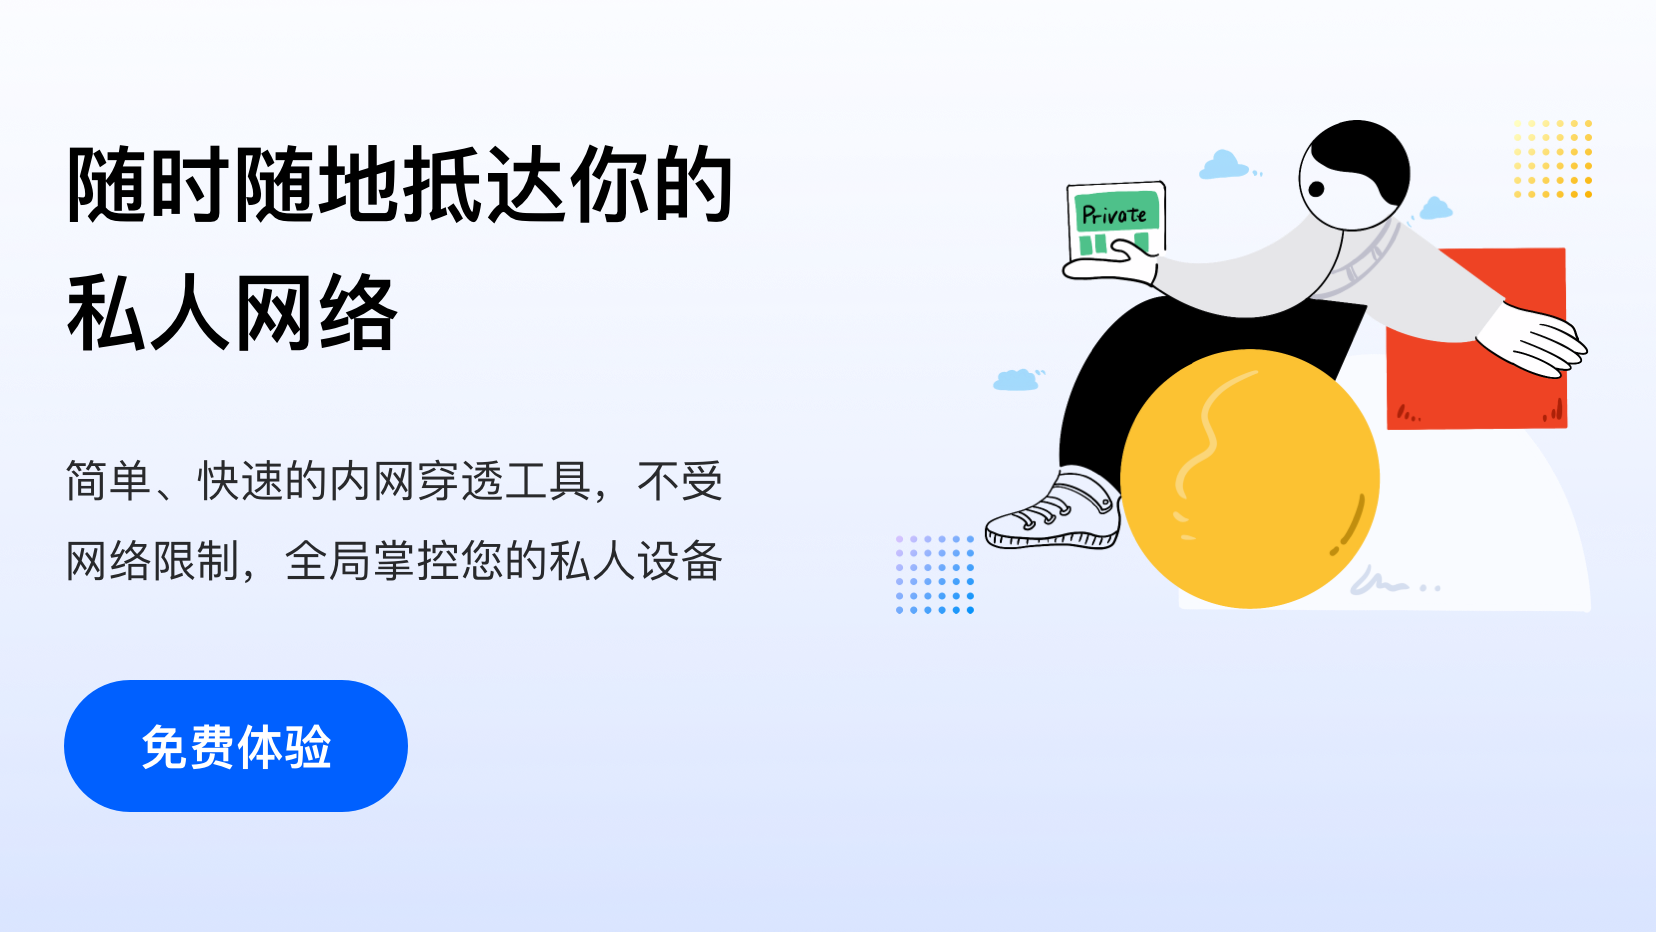 随时随地抵达你的
私人网络
简单、快速的内网穿透工具，不受
网络限制，全局掌控您的私人设备
免费体验
Private